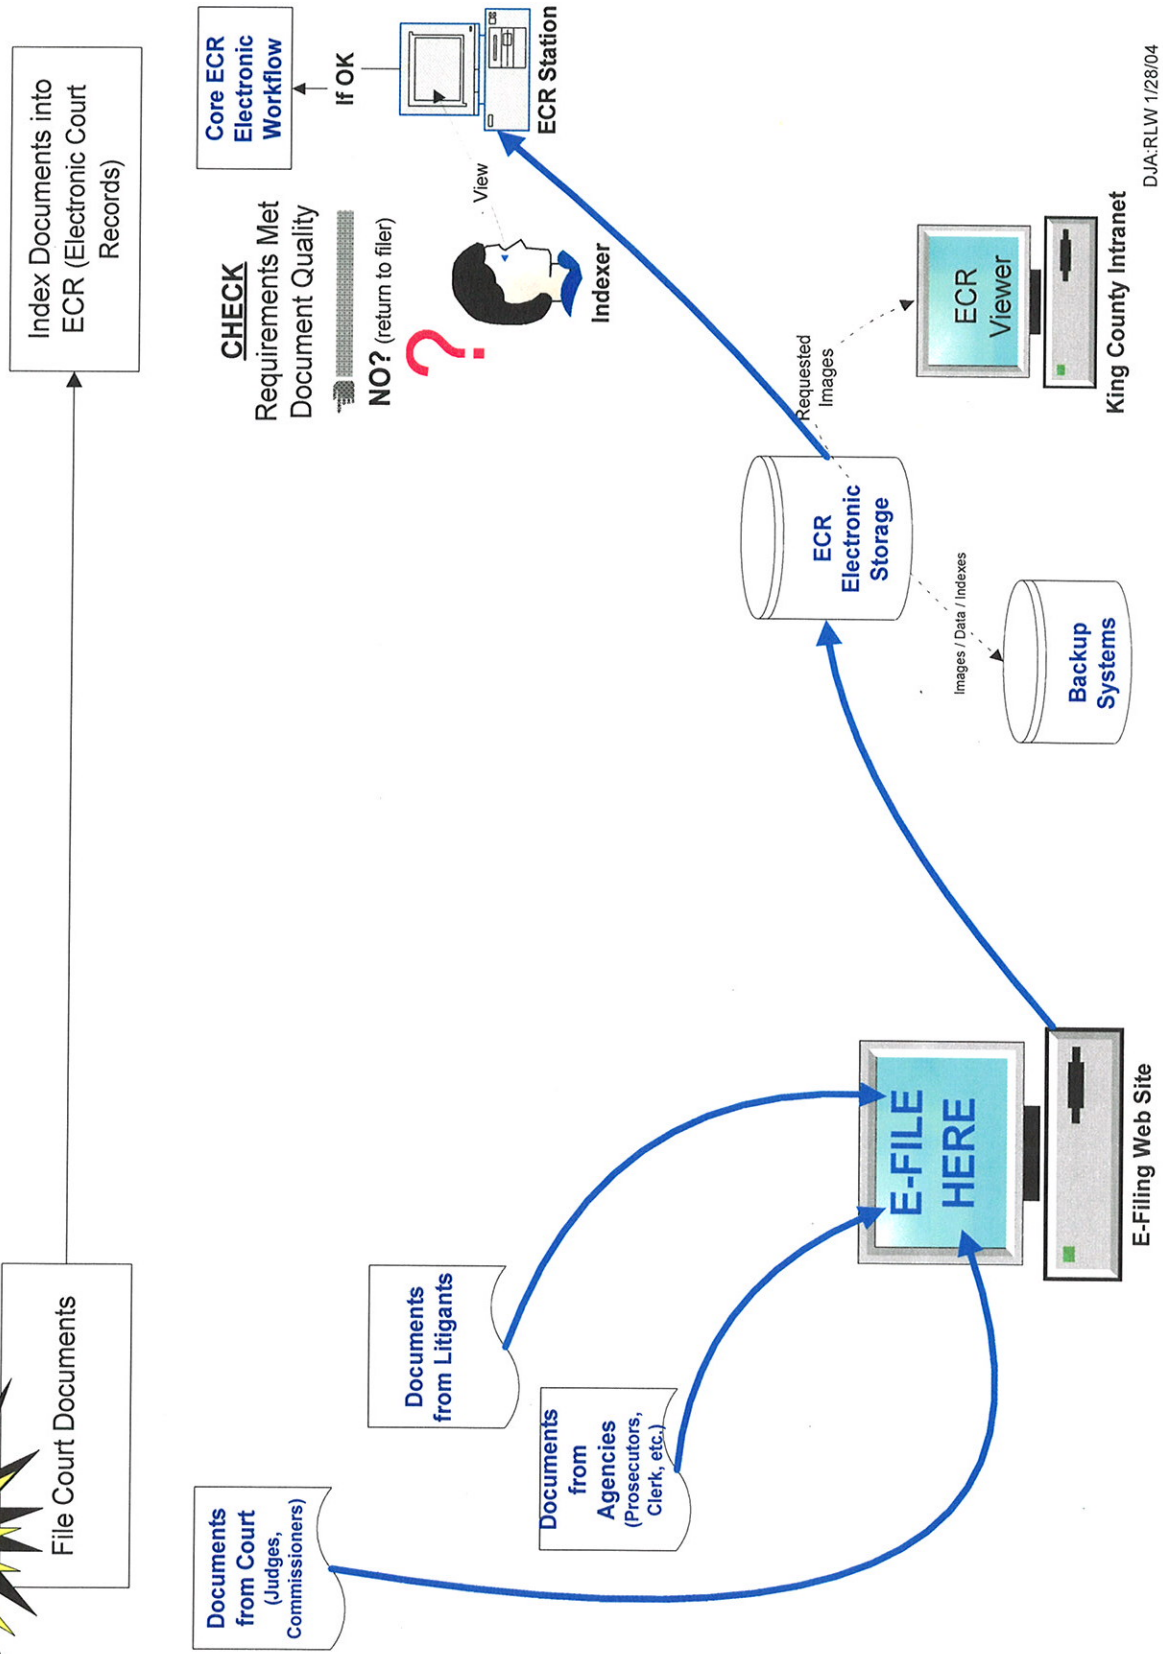 File Court Documents
Index Documents into
ECR (Electronic Court
Records)
Documents
from Court
(Judges,
Commissioners)
Documents
from Litigants
Documents
from
Agencies
(Prosecutors,
Clerk, etc.)
E-FILE
HERE
E-Filing Web Site
ECR
Electronic
Storage
Images / Data / Indexes
Backup
Systems
Requested
Images
ECR
Viewer
King County Intranet
CHECK
Requirements Met
Document Quality
NO? (return to filer)
?
Indexer
View
ECR Station
If OK
Core ECR
Electronic
Workflow
DJA:RLW 1/28/04